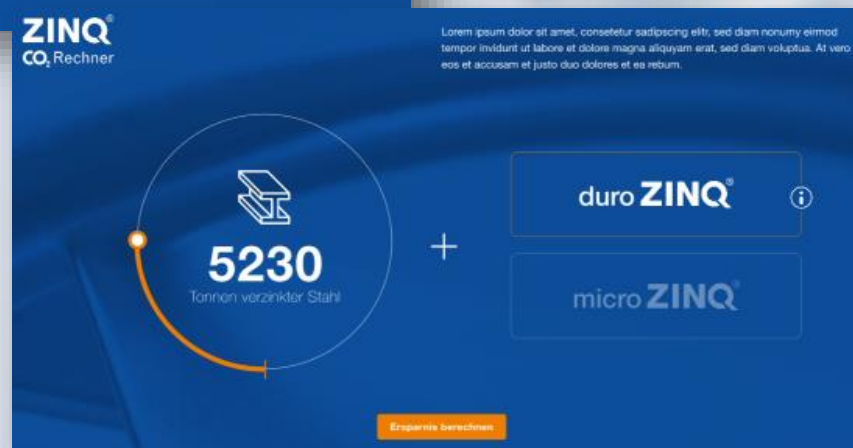 ZINQ®
CO₂ Rechner
Lorem ipsum dolor sit amet, consetetur sadipscing elitr, sed diam nonumy eirmod
tempor invidunt ut labore et dolore magna aliquyam erat, sed diam voluptua. At vero
eos et accusam et justo duo dolores et ea rebum.
5230
Tonnen verzinkter Stahl
+
duro ZINQ®
i
micro ZINQ®
Ersparnis berechnen